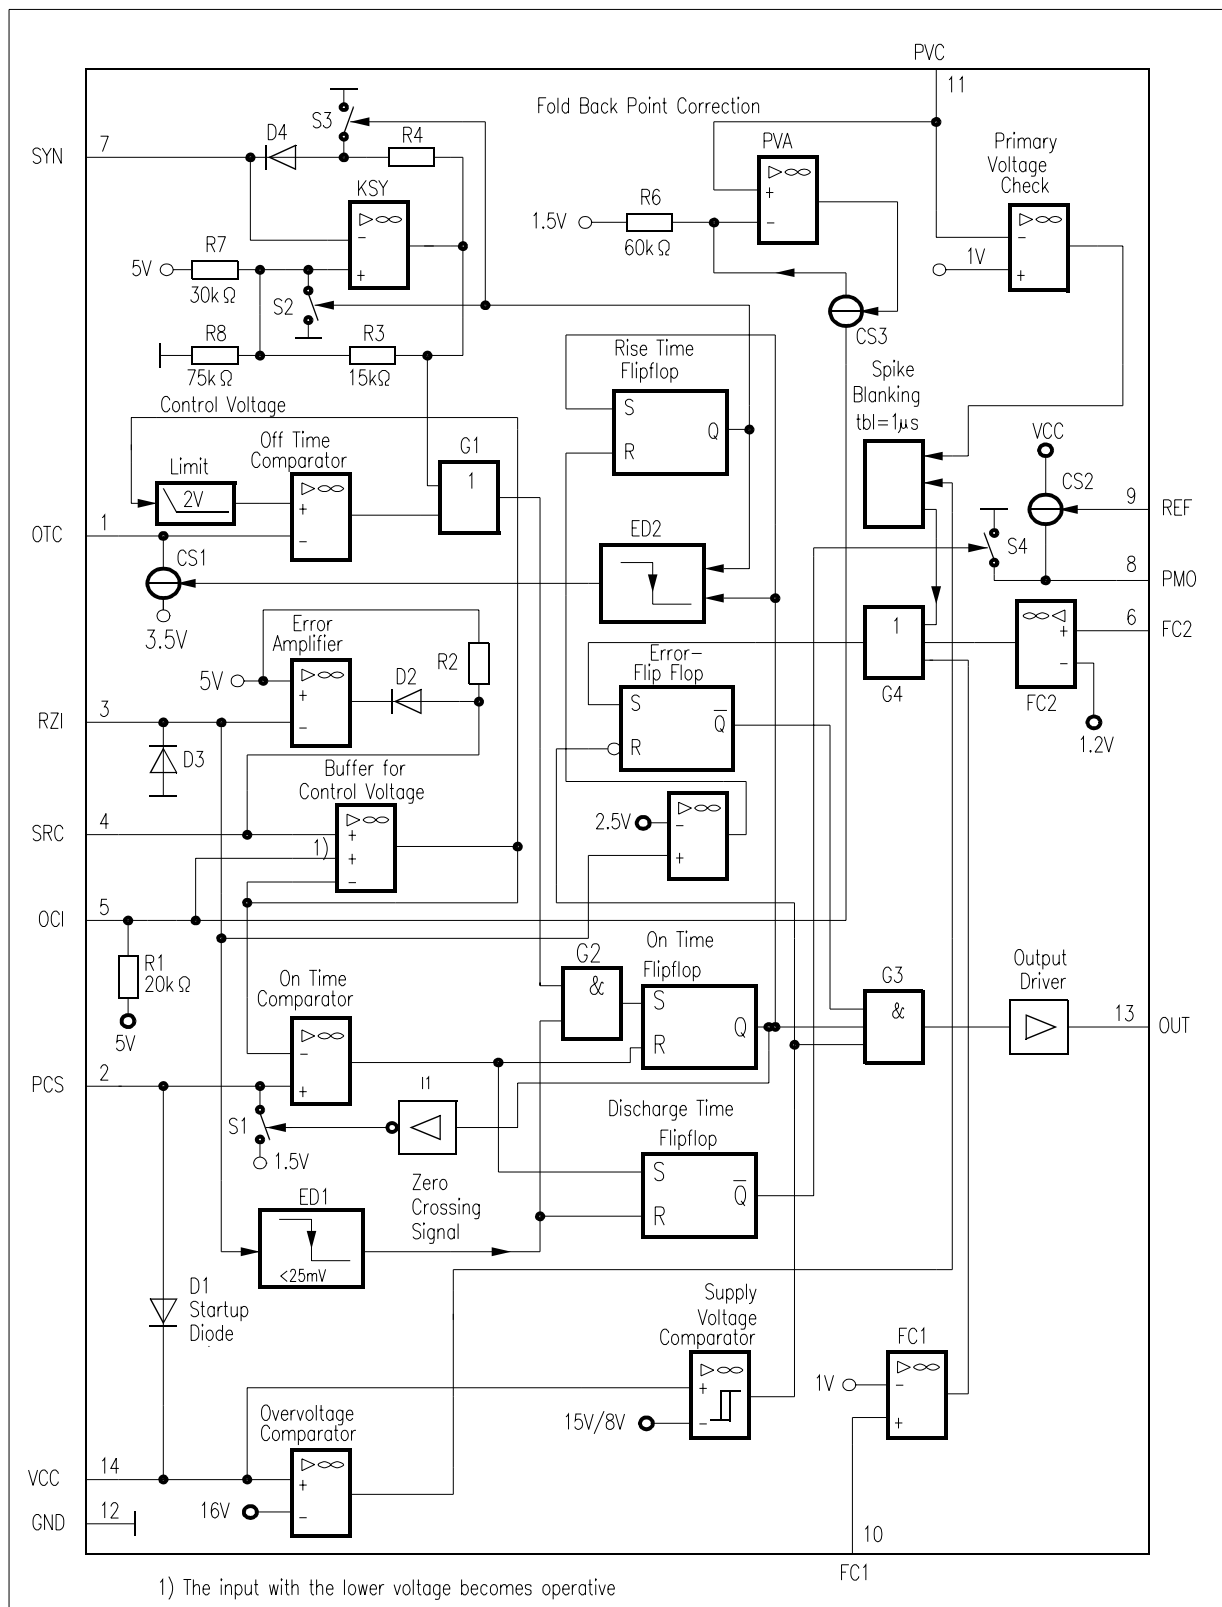 PVC
11
Fold Back Point Correction
S3
D4
R4
SYN
7
KSY
PVA
Primary
Voltage
Check
R6
1.5V
60kΩ
+
−
−
+
1V
−
+
R7
5V
30kΩ
S2
CS3
R8
75kΩ
R3
15kΩ
Rise Time
Flipflop
S
R
Q
Spike
Blanking
tbl=1µs
Control Voltage
Off Time
Comparator
G1
1
VCC
Limit
2V
+
−
CS2
9
REF
OTC
1
CS1
3.5V
ED2
S4
8
PMO
Error
Amplifier
R2
5V
+
−
D2
Error−
Flip Flop
S
R
Q
1
G4
+
−
6
FC2
FC2
1.2V
RZI
3
D3
Buffer for
Control Voltage
SRC
4
+
1)
+
−
2.5V
−
+
OCI
5
R1
20kΩ
5V
On Time
Comparator
−
+
G2
&
On Time
Flipflop
S
R
Q
G3
&
Output
Driver
13
OUT
PCS
2
S1
1.5V
I1
Discharge Time
Flipflop
S
R
Q
Zero
Crossing
Signal
ED1
<25mV
D1
Startup
Diode
Supply
Voltage
Comparator
+
−
15V/8V
FC1
1V
−
+
Overvoltage
Comparator
VCC
14
+
−
16V
GND
12
10
FC1
1) The input with the lower voltage becomes operative